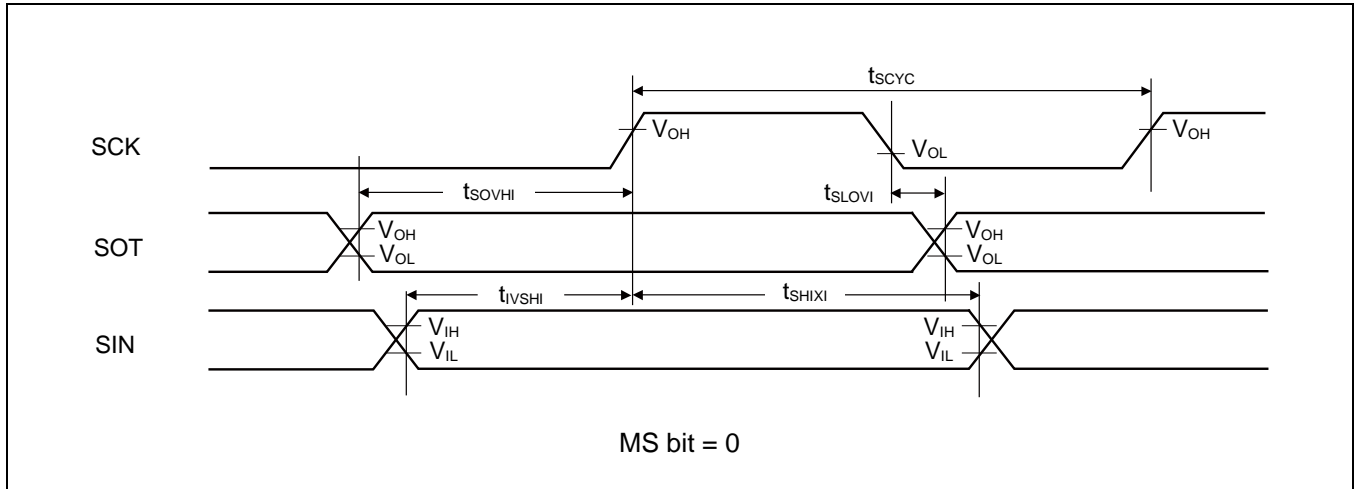 tSCYC
SCK
VOH
VOL
VOH
tSOVHI
tSLOVI
SOT
VOH
VOL
VOH
VOL
tIVSHI
tSHIXI
SIN
VIH
VIL
VIH
VIL
MS bit = 0